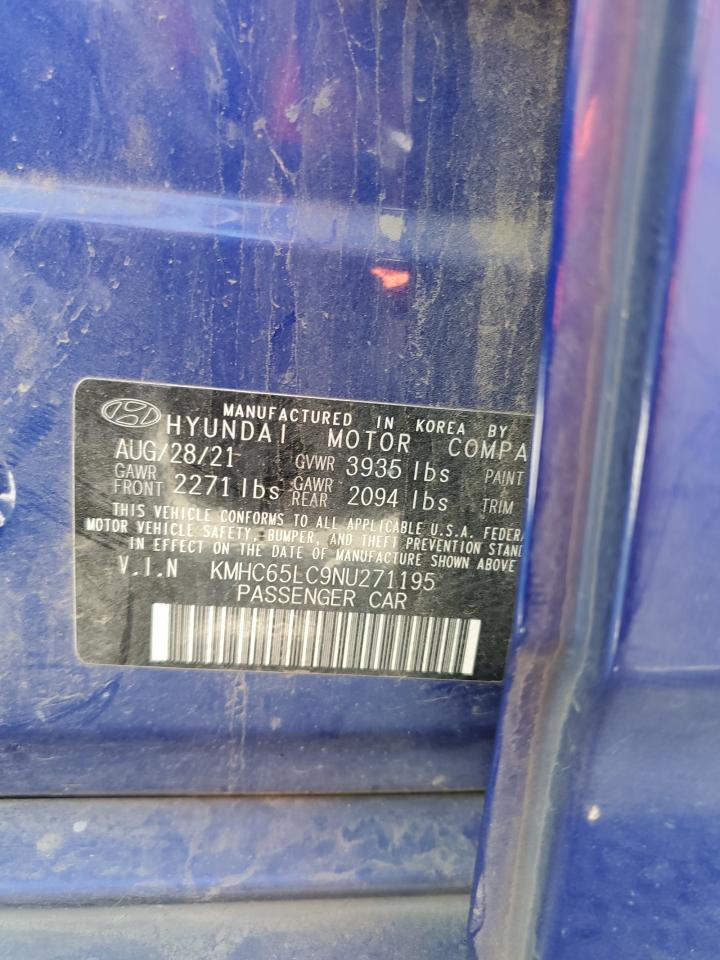 MANUFACTURED IN KOREA BY
HYUNDAI MOTOR COMPA
AUG/28/21 GVWR 3935 lbs PAINT
GAWR FRONT 2271 lbs GAWR REAR 2094 lbs TRIM
THIS VEHICLE CONFORMS TO ALL APPLICABLE U.S.A. FEDER
MOTOR VEHICLE SAFETY, BUMPER, AND THEFT PREVENTION STAN
IN EFFECT ON THE DATE OF MANUFACTURE SHOWN ABOVE
V.I.N KMHC65LC9NU271195
PASSENGER CAR